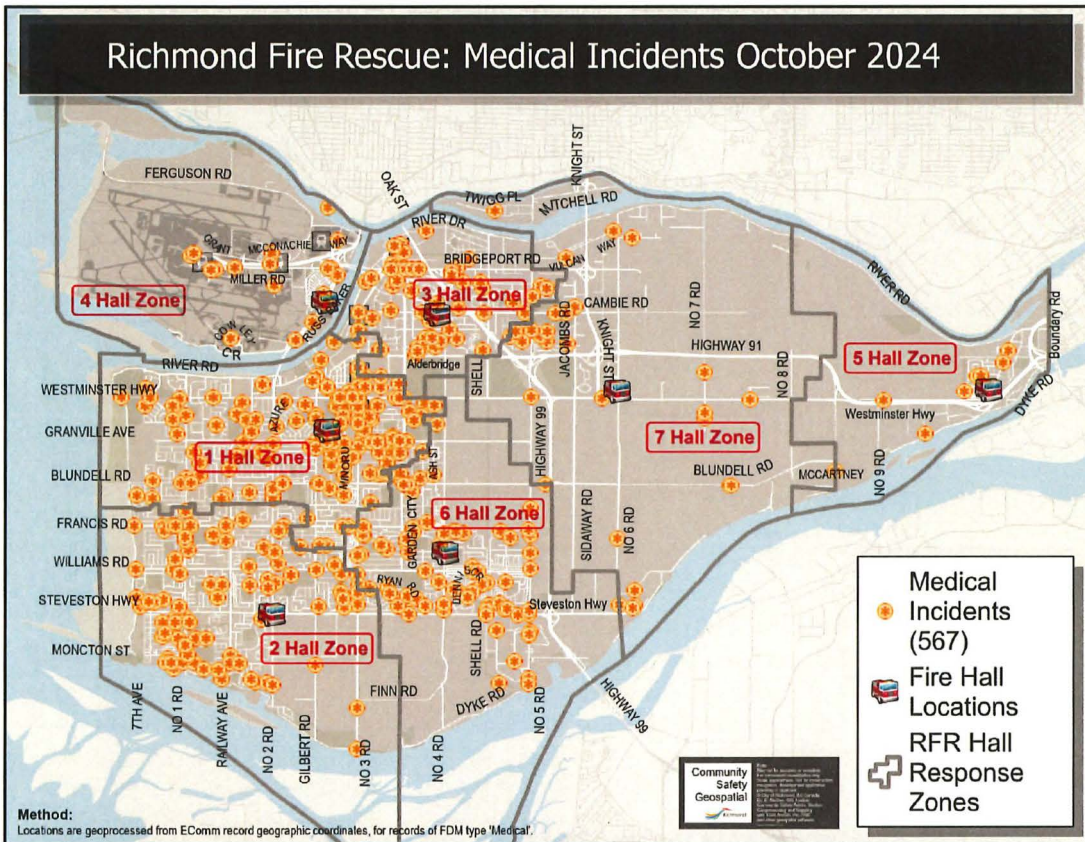 Richmond Fire Rescue: Medical Incidents October 2024
FERGUSON RD
OAK ST
KNIGHT ST
TWIGG PL
MITCHELL RD
RIVER DR
GRANT
MCCONACHIE WAY
BRIDGEPORT RD
VULCAN WAY
MILLER RD
RIVER RD
4 Hall Zone
3 Hall Zone
CAMBIE RD
NO 7 RD
Boundary Rd
COWLEY CR
RUSS BAKER
JACOMBS RD
KNIGHT ST
HIGHWAY 91
5 Hall Zone
RIVER RD
Alderbridge
SHELL
NO 8 RD
DYKE RD
WESTMINSTER HWY
AZURE
Westminster Hwy
GRANVILLE AVE
1 Hall Zone
MINORU
ASH ST
HIGHWAY 99
7 Hall Zone
BLUNDELL RD
BLUNDELL RD
MCCARTNEY
NO 9 RD
FRANCIS RD
GARDEN CITY
6 Hall Zone
SIDAWAY RD
NO 6 RD
WILLIAMS RD
RYAN RD
STEVESTON HWY
Steveston Hwy
2 Hall Zone
MONCTON ST
SHELL RD
FINN RD
DYKE RD
7TH AVE
NO 1 RD
RAILWAY AVE
NO 2 RD
GILBERT RD
NO 3 RD
NO 4 RD
NO 5 RD
HIGHWAY 99
Medical
Incidents
(567)
Fire Hall
Locations
RFR Hall
Response
Zones
Community
Safety
Geospatial
Richmond
Method:
Locations are geoprocessed from EComm record geographic coordinates, for records of FDM type 'Medical'.